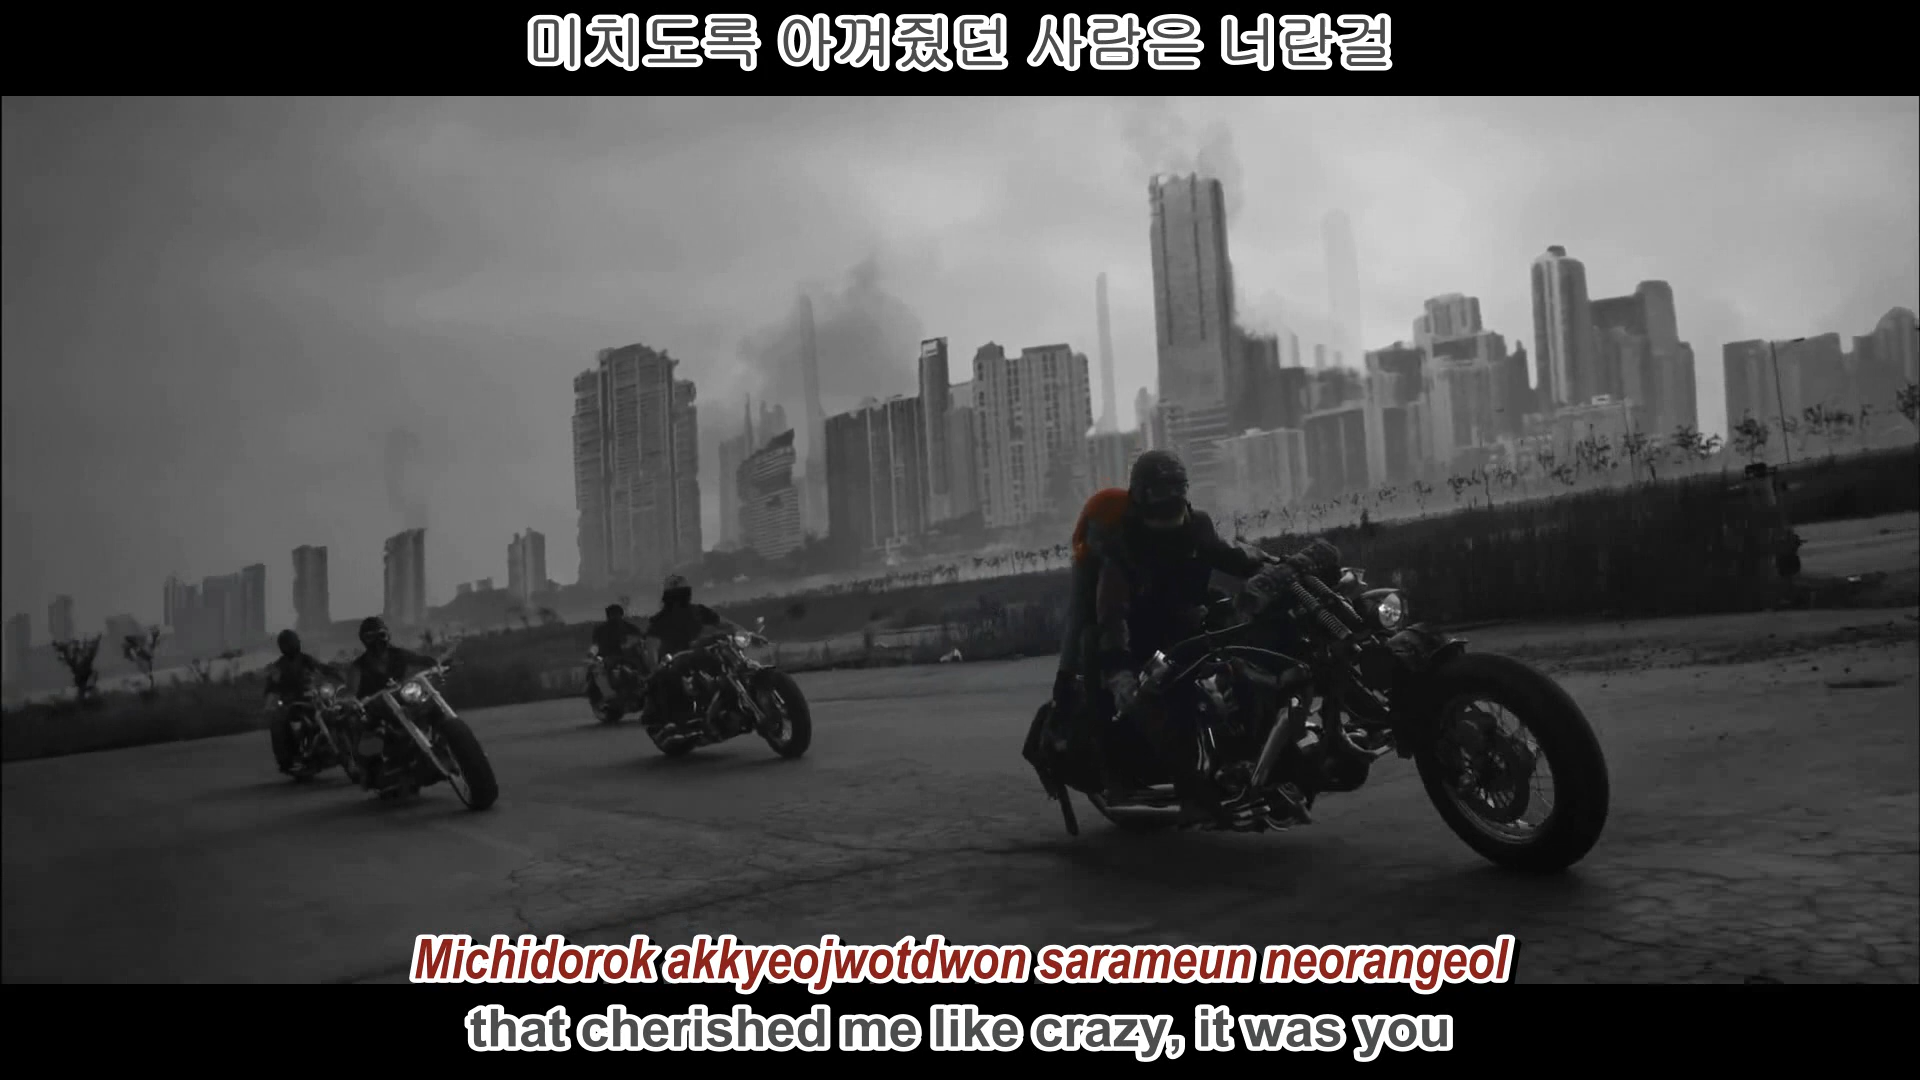 미치도록 아껴줬던 사람은 너란걸
Michidorok akkyeojwotdwon sarameun neorangeol
that cherished me like crazy, it was you